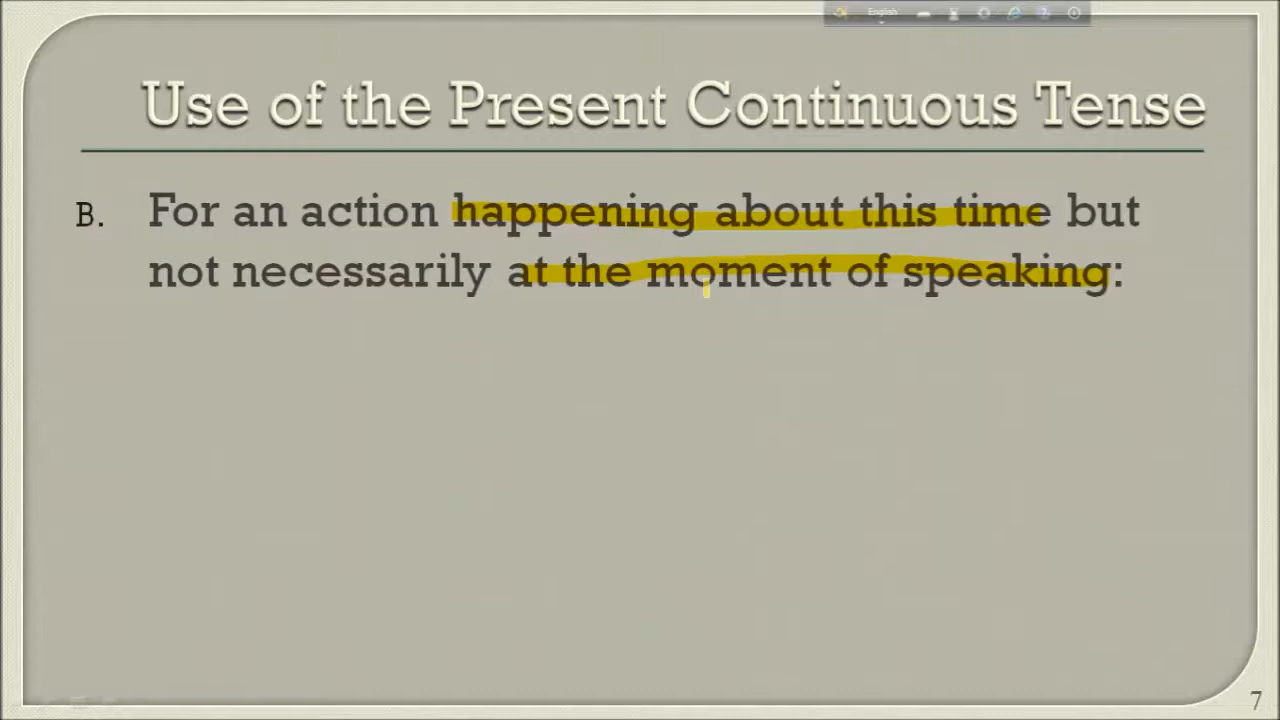 English
Use of the Present Continuous Tense
B. For an action happening about this time but
not necessarily at the moment of speaking:
7